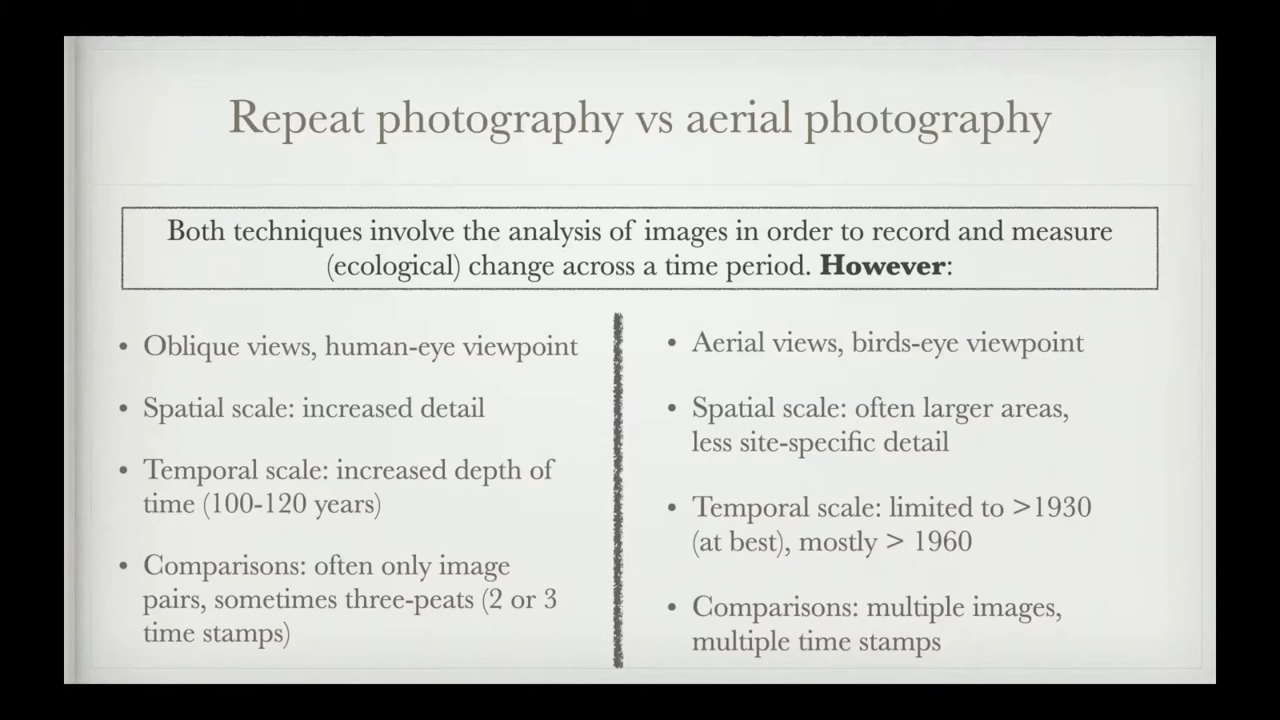 Repeat photography vs aerial photography
Both techniques involve the analysis of images in order to record and measure
(ecological) change across a time period. However:
• Oblique views, human-eye viewpoint
• Spatial scale: increased detail
• Temporal scale: increased depth of
time (100-120 years)
• Comparisons: often only image
pairs, sometimes three-peats (2 or 3
time stamps)
• Aerial views, birds-eye viewpoint
• Spatial scale: often larger areas,
less site-specific detail
• Temporal scale: limited to >1930
(at best), mostly > 1960
• Comparisons: multiple images,
multiple time stamps